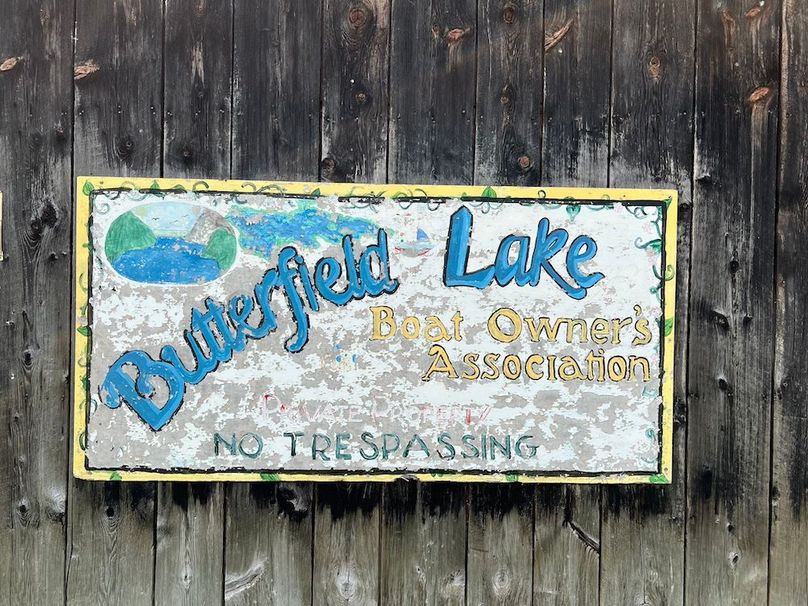 Butterfield Lake
Boat Owner's
Association
Private Property
NO TRESPASSING